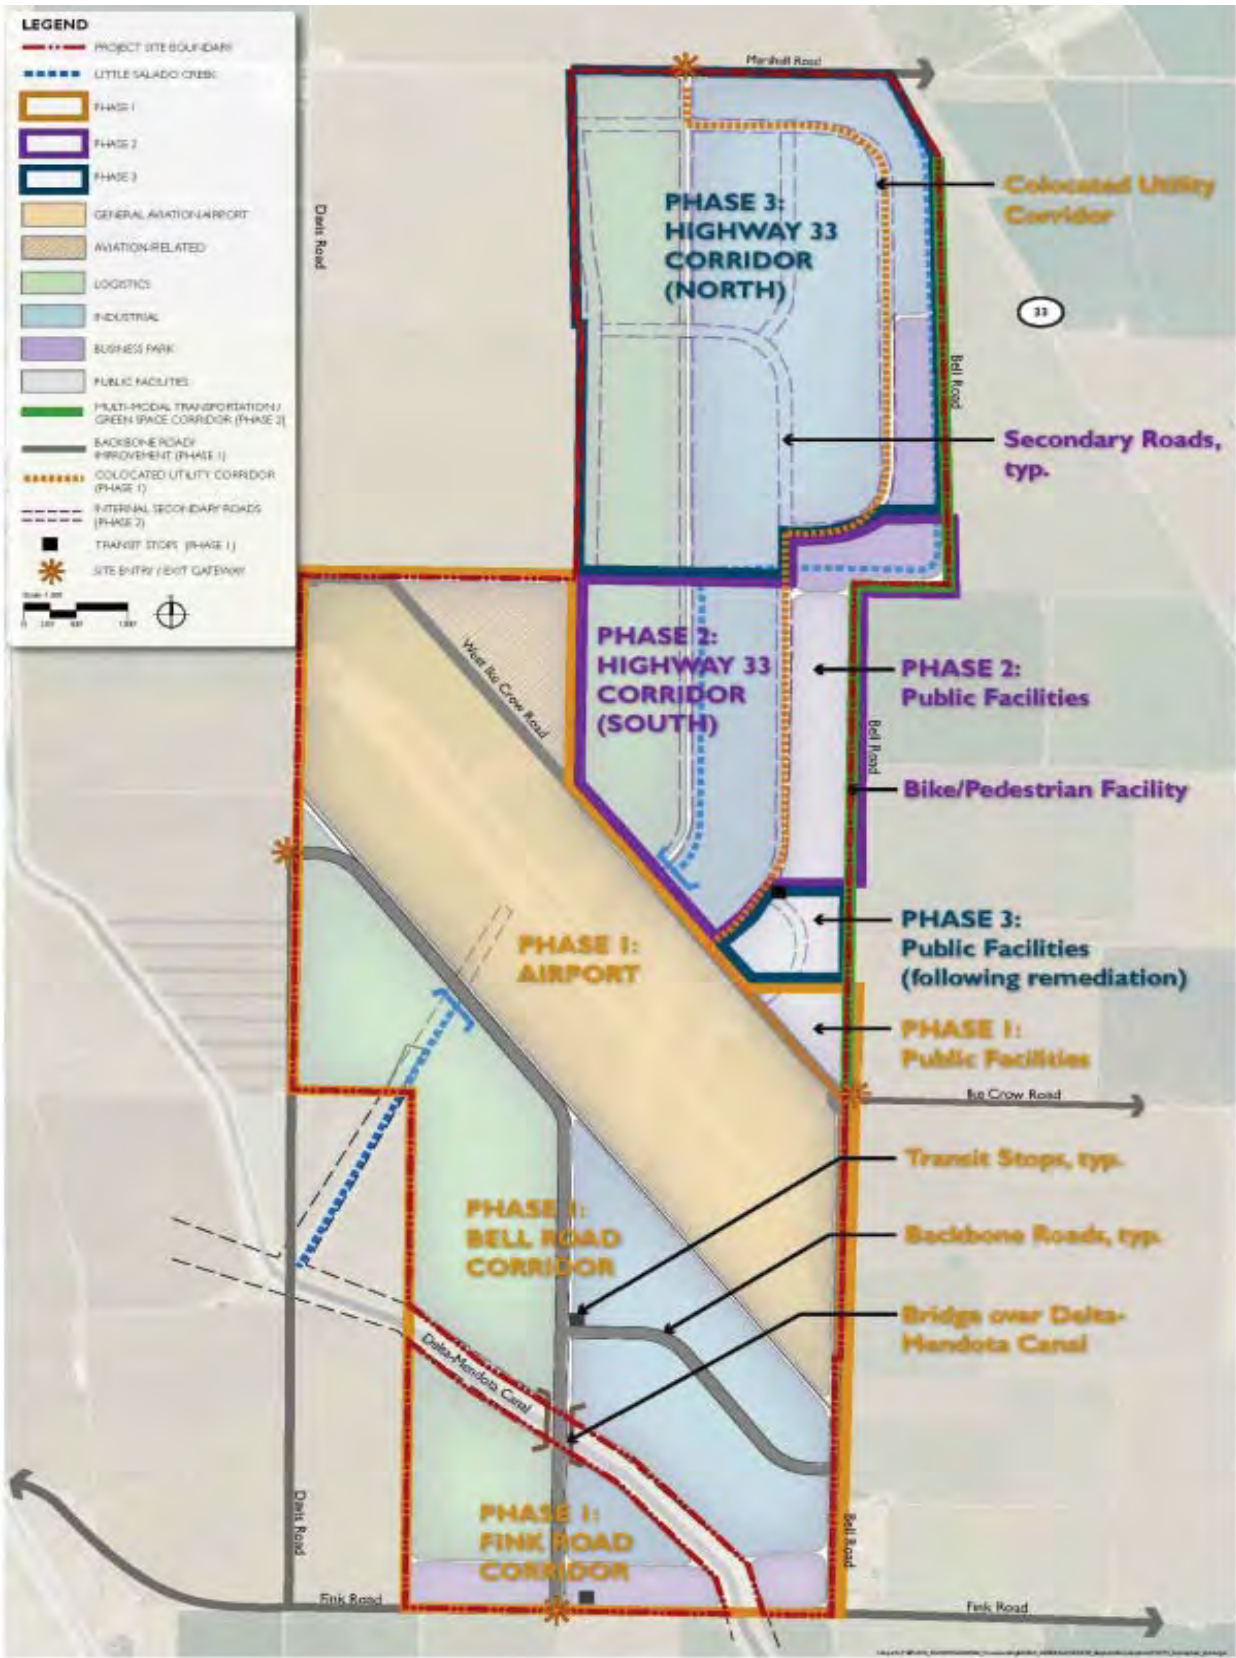 LEGEND
PROJECT SITE BOUNDARY
LITTLE SALADO CREEK
PHASE 1
PHASE 2
PHASE 3
GENERAL AVIATION AIRPORT
AVIATION-RELATED
LOGISTICS
INDUSTRIAL
BUSINESS PARK
PUBLIC FACILITIES
MULTI-MODAL TRANSPORTATION /
GREEN SPACE CORRIDOR (PHASE 2)
BACKBONE ROAD/
IMPROVEMENT (PHASE 1)
COLOCATED UTILITY CORRIDOR
(PHASE 1)
INTERNAL SECONDARY ROADS
(PHASE 2)
TRANSIT STOPS (PHASE 1)
SITE ENTRY / EXIT GATEWAY
Marshall Road
Davis Road
Colocated Utility
Corridor
PHASE 3:
HIGHWAY 33
CORRIDOR
(NORTH)
33
Bell Road
Secondary Roads,
typ.
West Ike Crow Road
PHASE 2:
HIGHWAY 33
CORRIDOR
(SOUTH)
PHASE 2:
Public Facilities
Bell Road
Bike/Pedestrian Facility
PHASE 1:
AIRPORT
PHASE 3:
Public Facilities
(following remediation)
PHASE 1:
Public Facilities
Ike Crow Road
Transit Stops, typ.
PHASE 1:
BELL ROAD
CORRIDOR
Backbone Roads, typ.
Bridge over Delta-
Mendota Canal
Delta-Mendota Canal
PHASE 1:
FINK ROAD
CORRIDOR
Davis Road
Bell Road
Fink Road
Fink Road